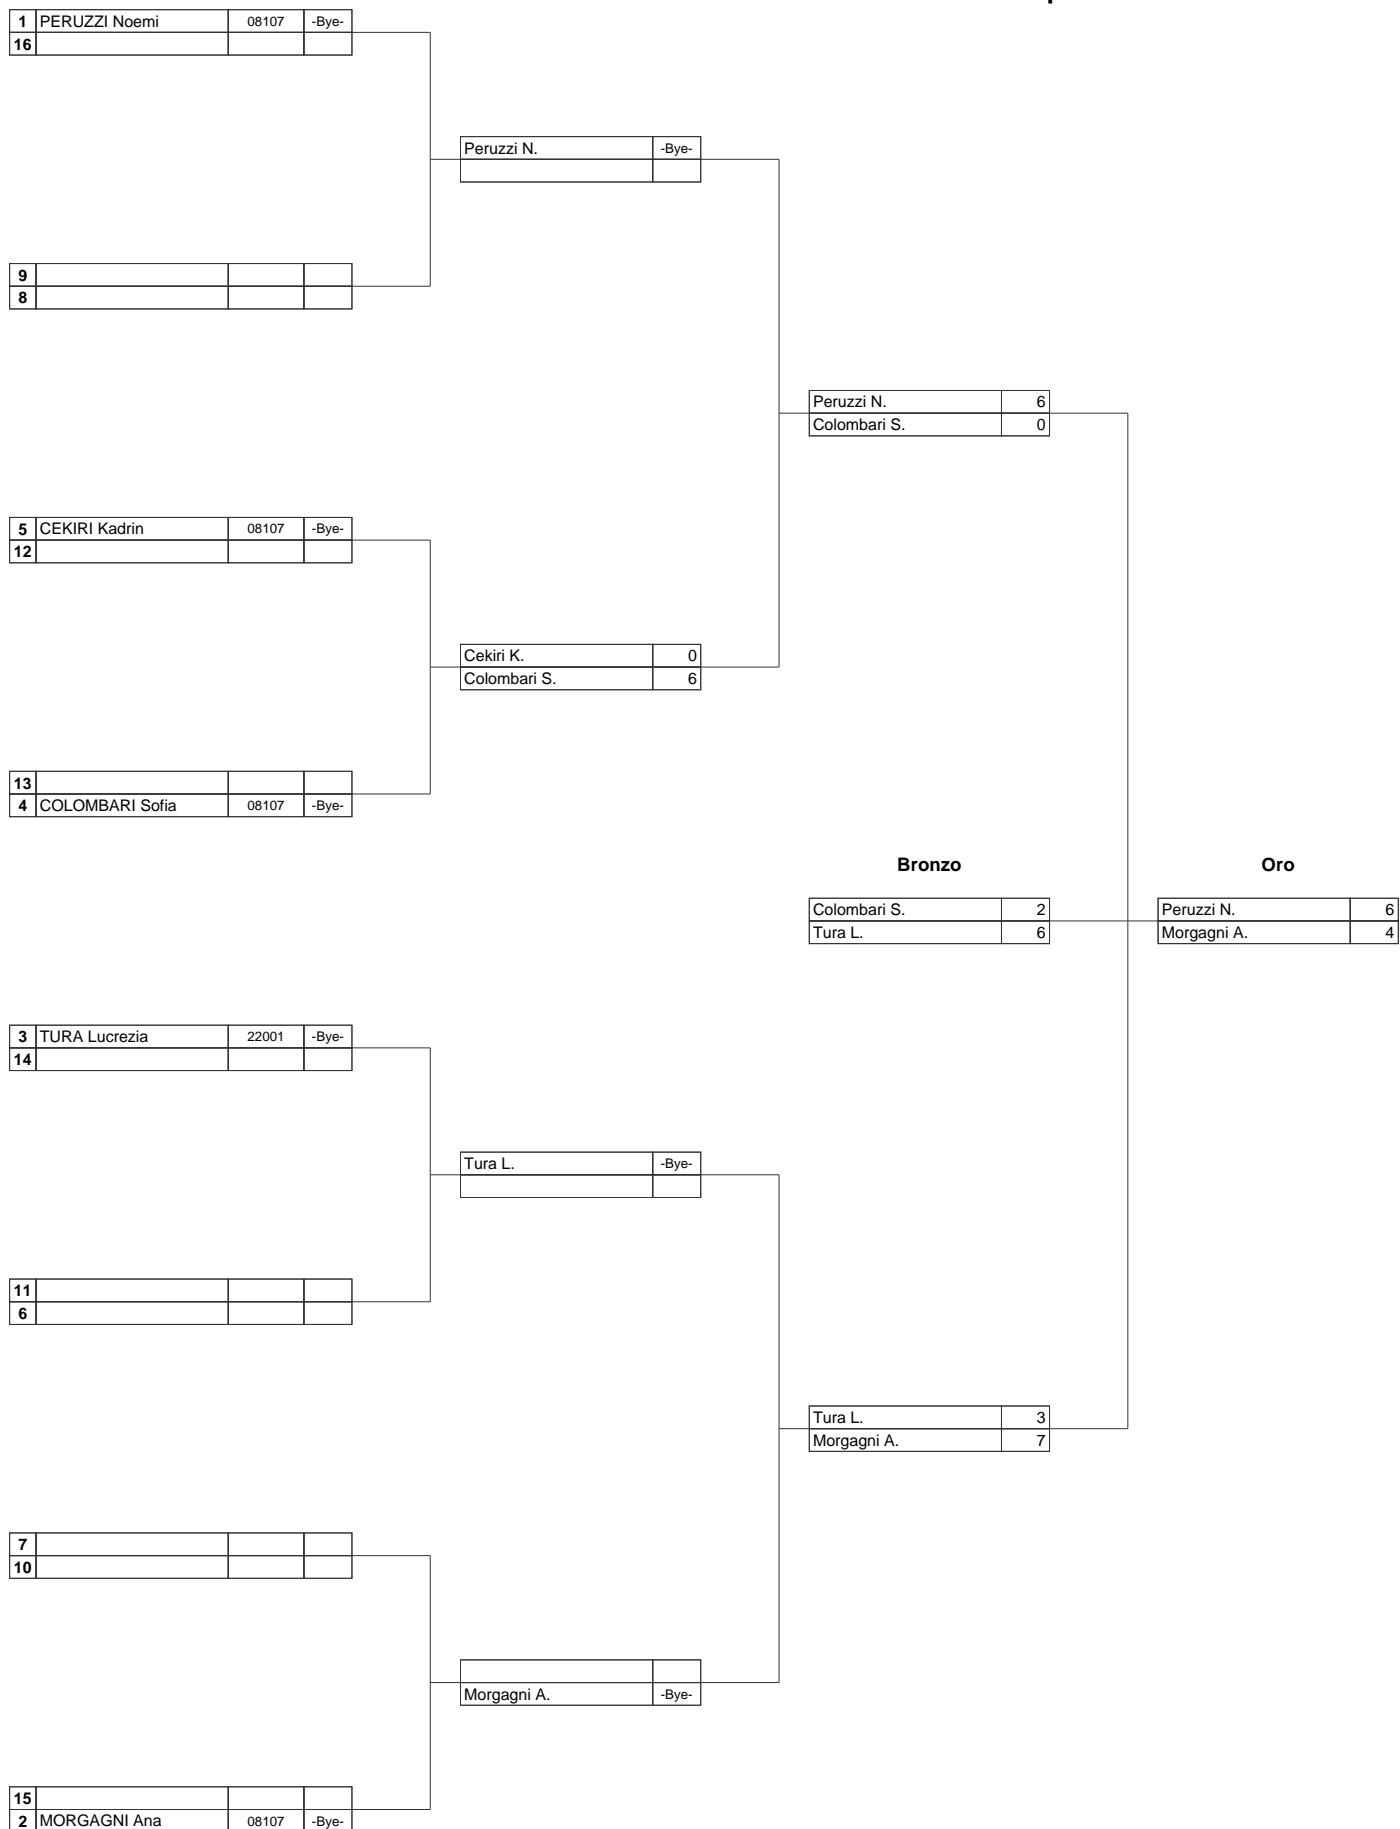 1 PERUZZI Noemi 08107 -Bye-
16
Peruzzi N. -Bye-
9
8
Peruzzi N. 6
Colombari S. 0
5 CEKIRI Kadrin 08107 -Bye-
12
Cekiri K. 0
Colombari S. 6
13
4 COLOMBARI Sofia 08107 -Bye-
Bronzo Oro
Colombari S. 2 Peruzzi N. 6
Tura L. 6 Morgagni A. 4
3 TURA Lucrezia 22001 -Bye-
14
Tura L. -Bye-
11
6
Tura L. 3
Morgagni A. 7
7
10
Morgagni A. -Bye-
15
2 MORGAGNI Ana 08107 -Bye-